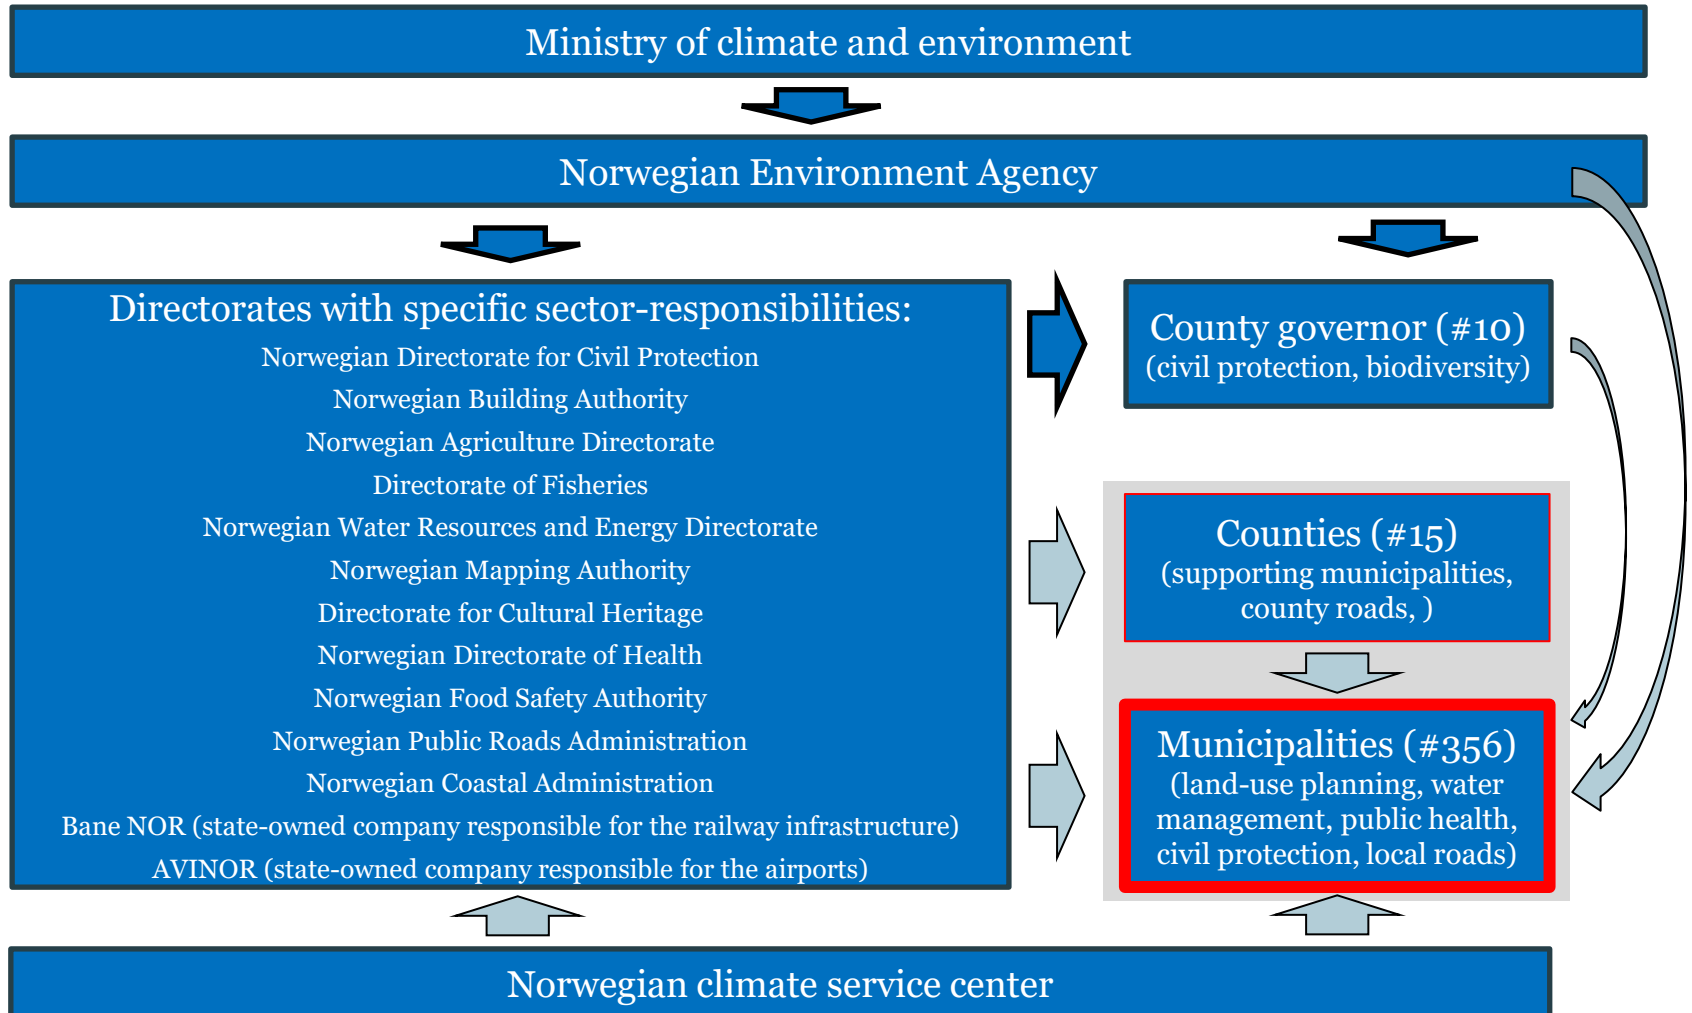 Ministry of climate and environment
Norwegian Environment Agency
Directorates with specific sector-responsibilities:
Norwegian Directorate for Civil Protection
Norwegian Building Authority
Norwegian Agriculture Directorate
Directorate of Fisheries
Norwegian Water Resources and Energy Directorate
Norwegian Mapping Authority
Directorate for Cultural Heritage
Norwegian Directorate of Health
Norwegian Food Safety Authority
Norwegian Public Roads Administration
Norwegian Coastal Administration
Bane NOR (state-owned company responsible for the railway infrastructure)
AVINOR (state-owned company responsible for the airports)
County governor (#10)
(civil protection, biodiversity)
Counties (#15)
(supporting municipalities,
county roads, )
Municipalities (#356)
(land-use planning, water
management, public health,
civil protection, local roads)
Norwegian climate service center